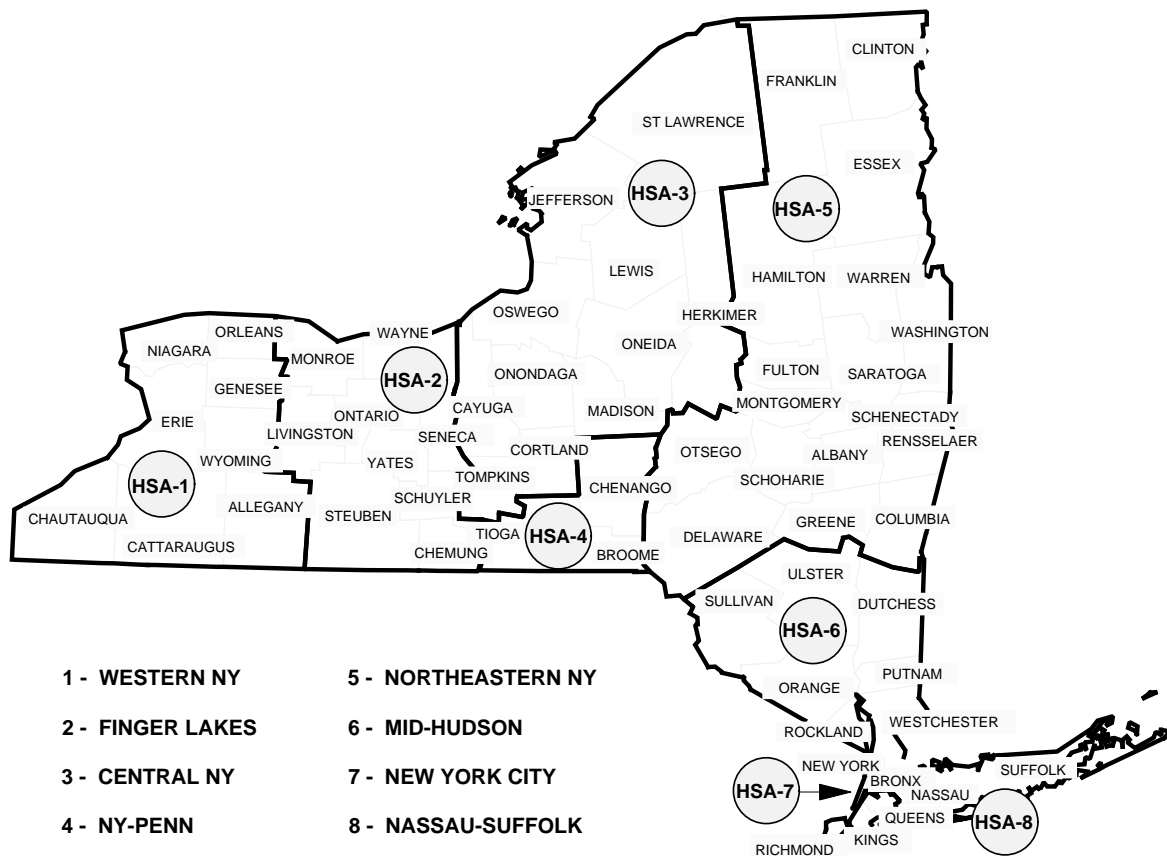 CLINTON
FRANKLIN
ST LAWRENCE
ESSEX
HSA-3
JEFFERSON
HSA-5
LEWIS
HAMILTON
WARREN
OSWEGO
HERKIMER
ORLEANS
WAYNE
WASHINGTON
NIAGARA
MONROE
ONEIDA
FULTON
SARATOGA
ONONDAGA
HSA-2
GENESEE
MONTGOMERY
CAYUGA
MADISON
ONTARIO
SCHENECTADY
ERIE
LIVINGSTON
SENECA
RENSSELAER
CORTLAND
OTSEGO
ALBANY
WYOMING
YATES
TOMPKINS
SCHOHARIE
HSA-1
CHENANGO
SCHUYLER
ALLEGANY
STEUBEN
CHAUTAUQUA
GREENE
COLUMBIA
TIOGA
HSA-4
DELAWARE
CATTARAUGUS
CHEMUNG
BROOME
ULSTER
SULLIVAN
DUTCHESS
HSA-6
PUTNAM
ORANGE
WESTCHESTER
ROCKLAND
NEW YORK
SUFFOLK
BRONX
HSA-7
NASSAU
QUEENS
HSA-8
KINGS
RICHMOND
1 - WESTERN NY
2 - FINGER LAKES
3 - CENTRAL NY
4 - NY-PENN
5 - NORTHEASTERN NY
6 - MID-HUDSON
7 - NEW YORK CITY
8 - NASSAU-SUFFOLK